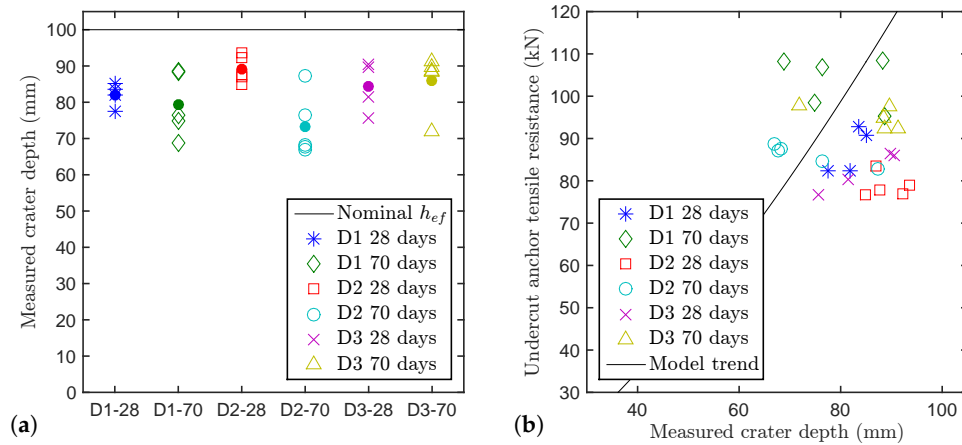 Measured crater depth (mm)
100
90
80
70
60
50
40
30
20
10
0
Nominal h_ef
D1 28 days
D1 70 days
D2 28 days
D2 70 days
D3 28 days
D3 70 days
D1-28 D1-70 D2-28 D2-70 D3-28 D3-70
(a)
Undercut anchor tensile resistance (kN)
120
110
100
90
80
70
60
50
40
30
D1 28 days
D1 70 days
D2 28 days
D2 70 days
D3 28 days
D3 70 days
Model trend
40 60 80 100
Measured crater depth (mm)
(b)